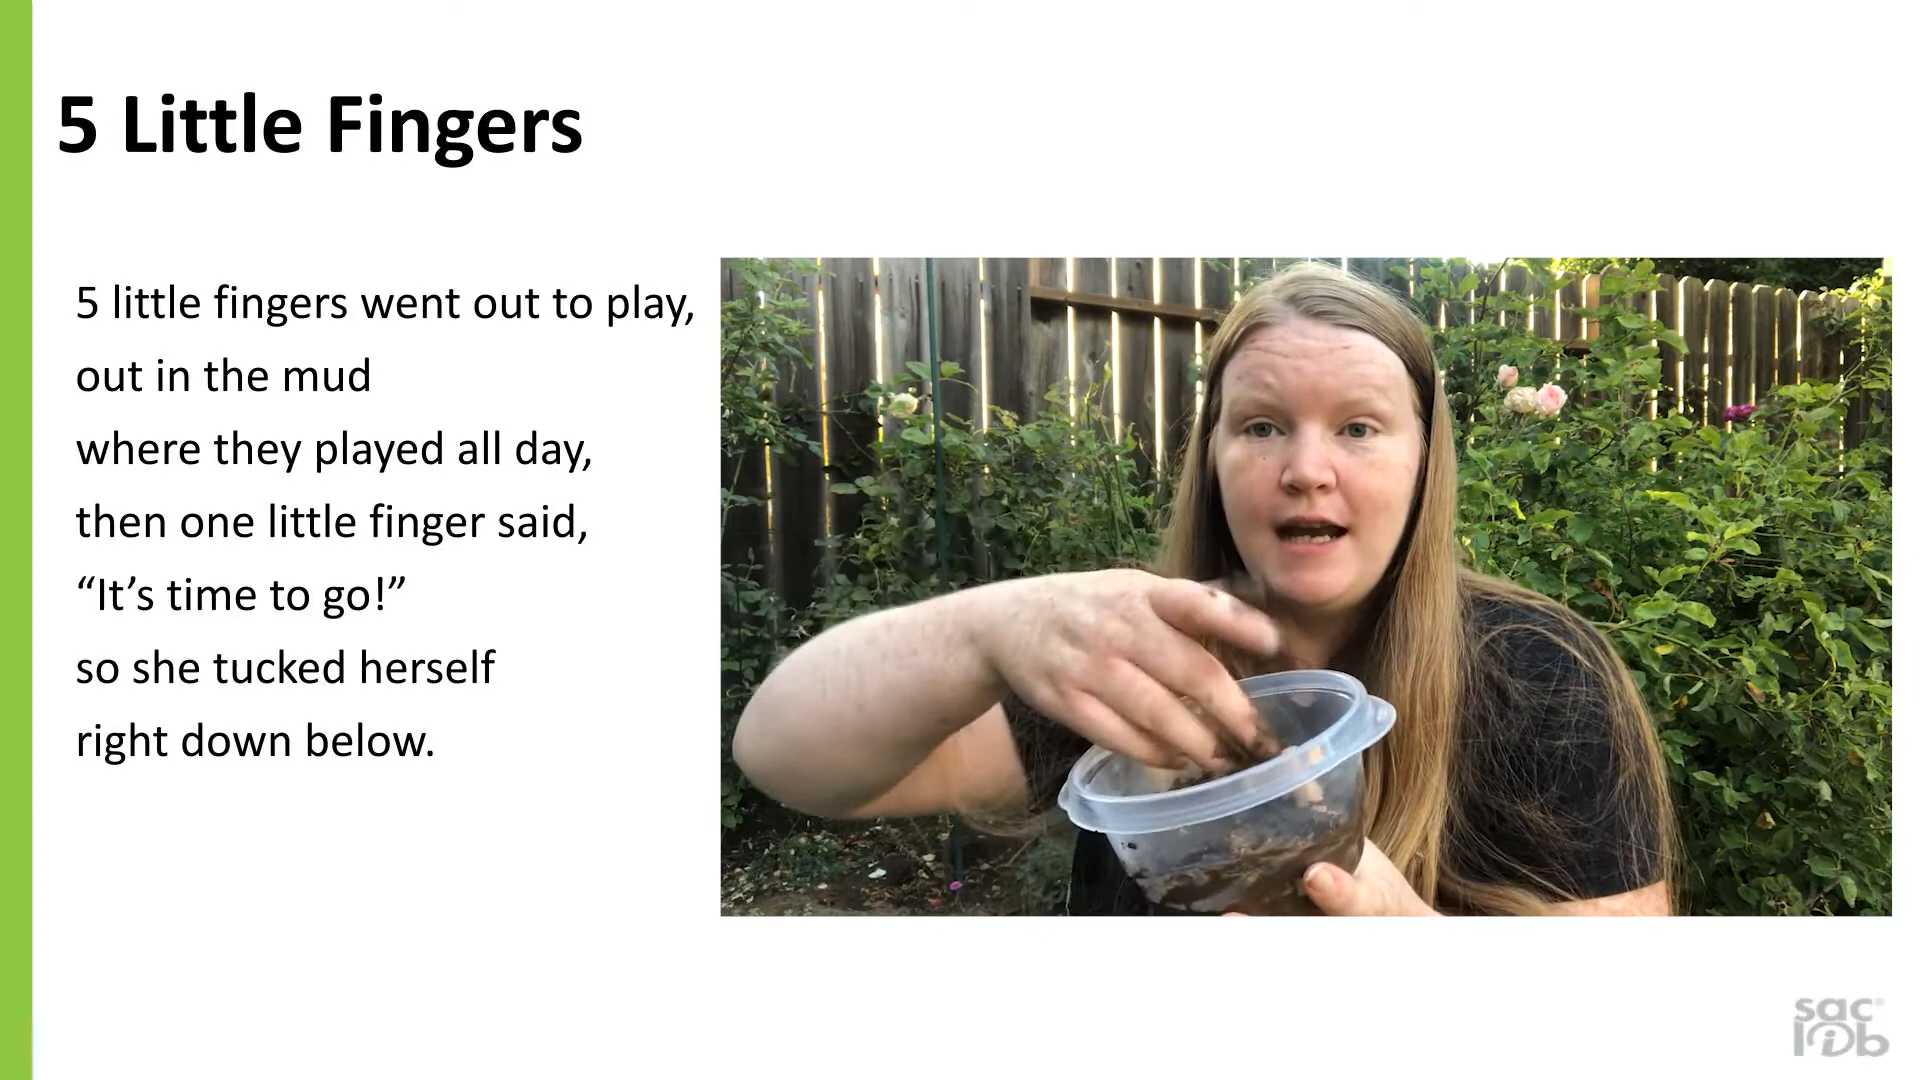 5 Little Fingers
5 little fingers went out to play,
out in the mud
where they played all day,
then one little finger said,
“It’s time to go!”
so she tucked herself
right down below.
sac
lib